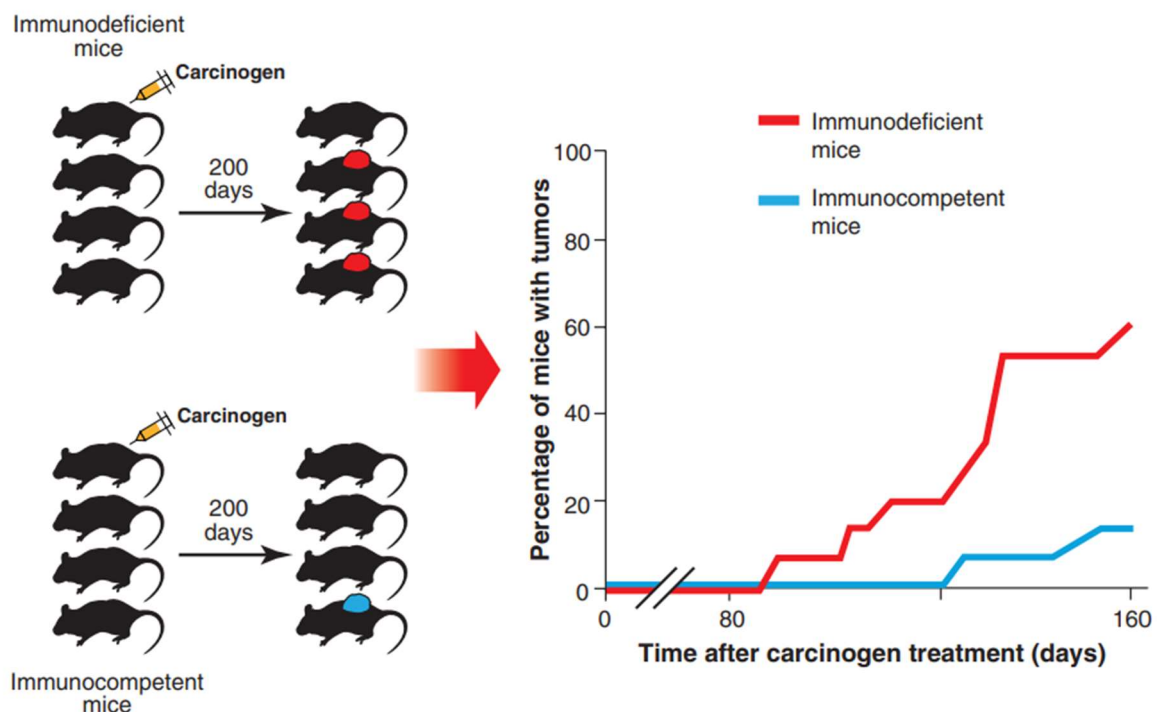 Immunodeficient
mice
Carcinogen
200
days
Carcinogen
200
days
Immunocompetent
mice
Immunodeficient
mice
Immunocompetent
mice
Percentage of mice with tumors
100
80
60
40
20
0
0
80
160
Time after carcinogen treatment (days)